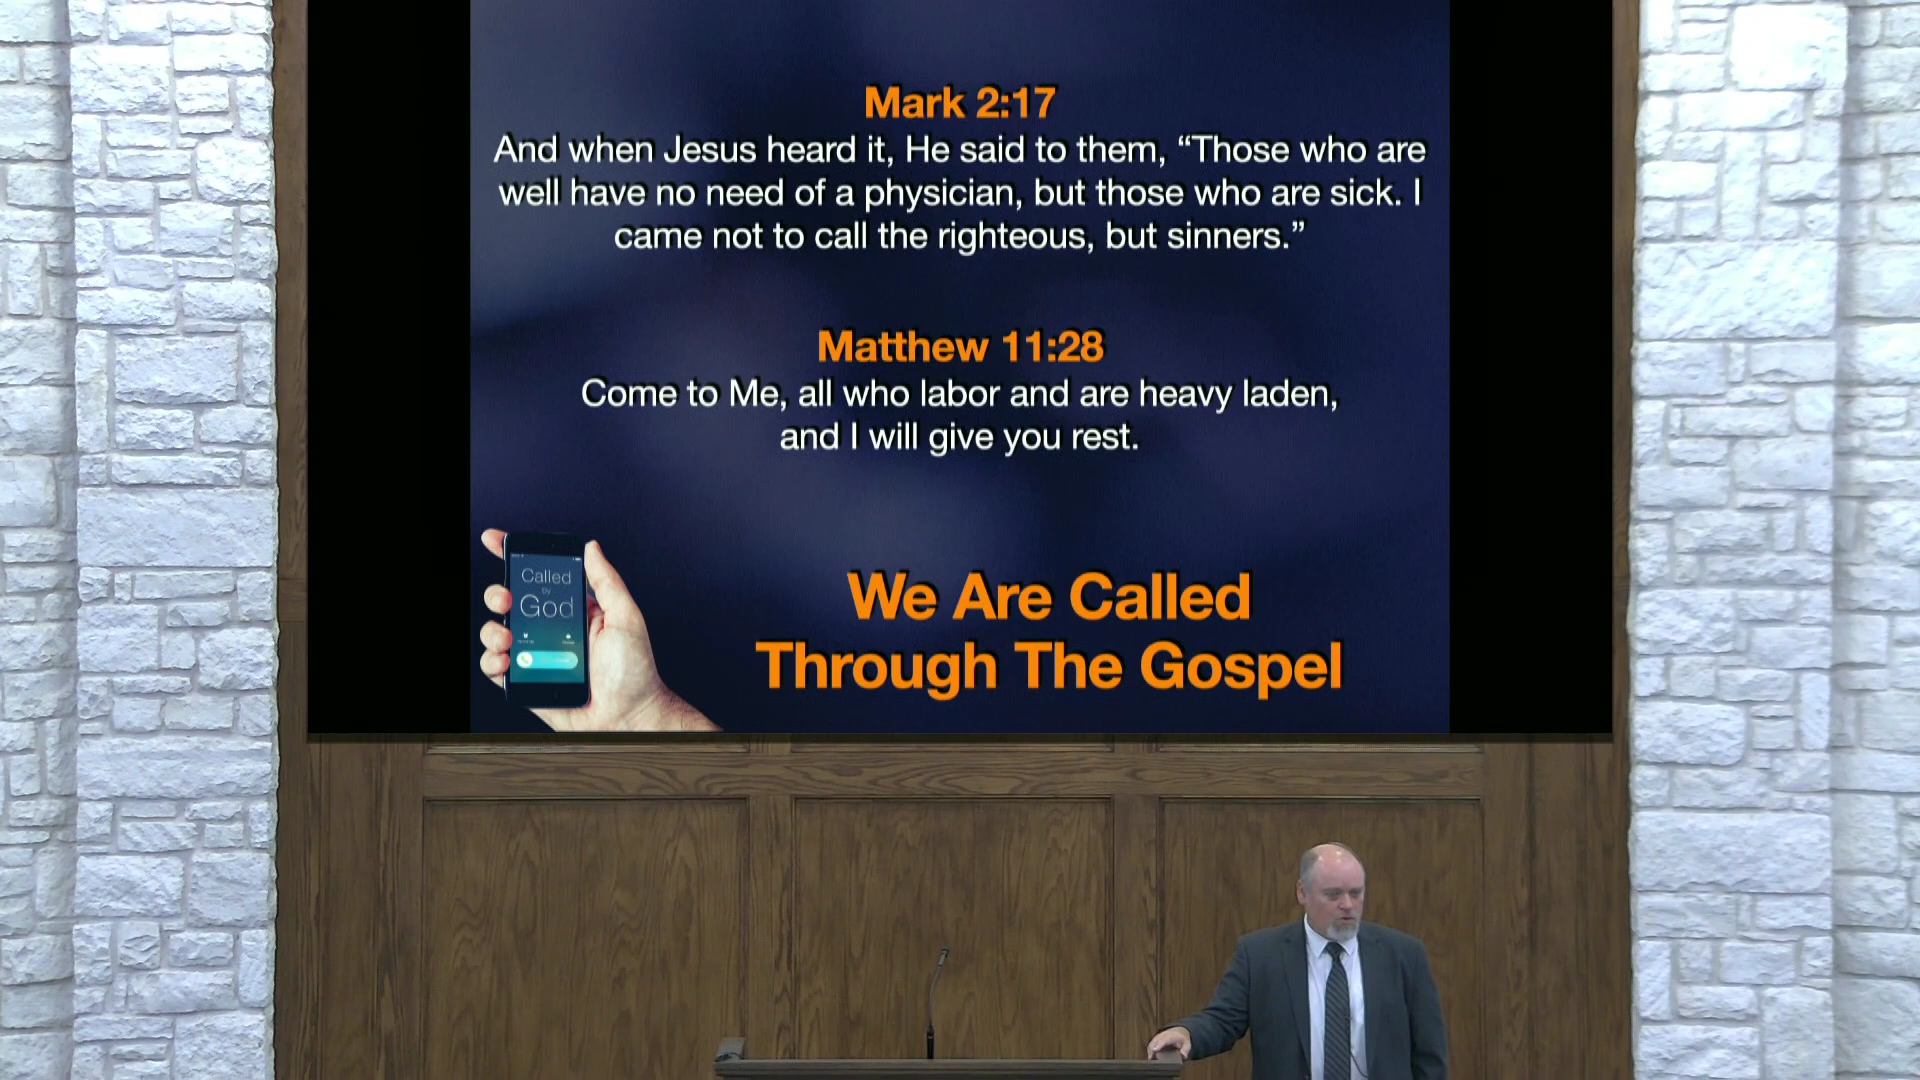 Mark 2:17
And when Jesus heard it, He said to them, “Those who are
well have no need of a physician, but those who are sick. I
came not to call the righteous, but sinners.”
Matthew 11:28
Come to Me, all who labor and are heavy laden,
and I will give you rest.
Called
by
God
We Are Called
Through The Gospel